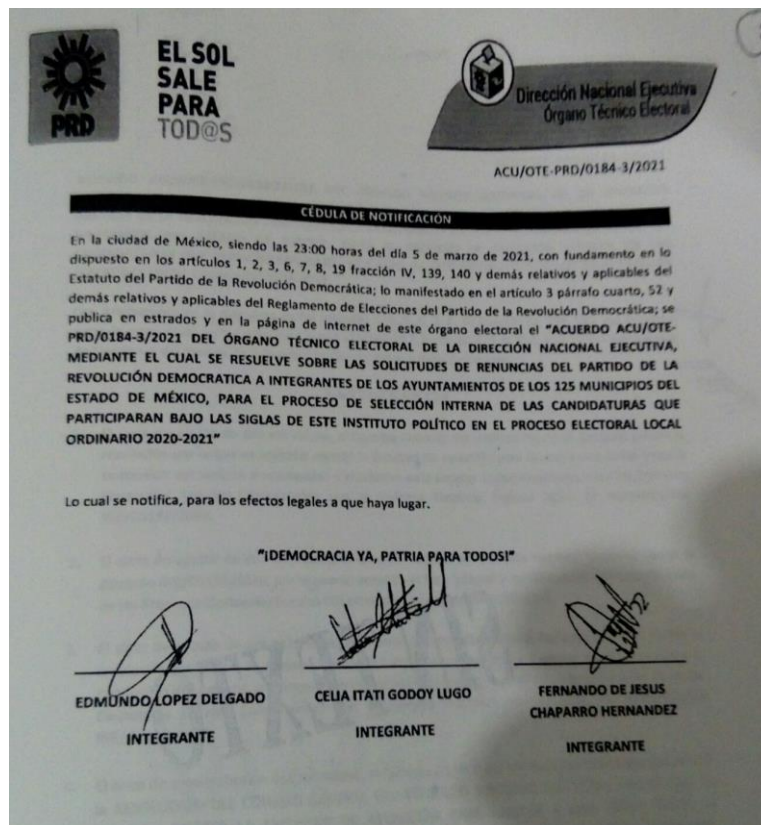 PRD
EL SOL
SALE
PARA
TOD@S
Dirección Nacional Ejecutiva
Órgano Técnico Electoral
ACU/OTE-PRD/0184-3/2021
CÉDULA DE NOTIFICACIÓN
En la ciudad de México, siendo las 23:00 horas del día 5 de marzo de 2021, con fundamento en lo
dispuesto en los artículos 1, 2, 3, 6, 7, 8, 19 fracción IV, 139, 140 y demás relativos y aplicables del
Estatuto del Partido de la Revolución Democrática; lo manifestado en el artículo 3 párrafo cuarto, 52 y
demás relativos y aplicables del Reglamento de Elecciones del Partido de la Revolución Democrática; se
publica en estrados y en la página de internet de este órgano electoral el "ACUERDO ACU/OTE-
PRD/0184-3/2021 DEL ÓRGANO TÉCNICO ELECTORAL DE LA DIRECCIÓN NACIONAL EJECUTIVA,
MEDIANTE EL CUAL SE RESUELVE SOBRE LAS SOLICITUDES DE RENUNCIAS DEL PARTIDO DE LA
REVOLUCIÓN DEMOCRATICA A INTEGRANTES DE LOS AYUNTAMIENTOS DE LOS 125 MUNICIPIOS DEL
ESTADO DE MÉXICO, PARA EL PROCESO DE SELECCIÓN INTERNA DE LAS CANDIDATURAS QUE
PARTICIPARAN BAJO LAS SIGLAS DE ESTE INSTITUTO POLÍTICO EN EL PROCESO ELECTORAL LOCAL
ORDINARIO 2020-2021"
Lo cual se notifica, para los efectos legales a que haya lugar.
"¡DEMOCRACIA YA, PATRIA PARA TODOS!"
EDMUNDO LOPEZ DELGADO
INTEGRANTE
CELIA ITATI GODOY LUGO
INTEGRANTE
FERNANDO DE JESUS
CHAPARRO HERNANDEZ
INTEGRANTE